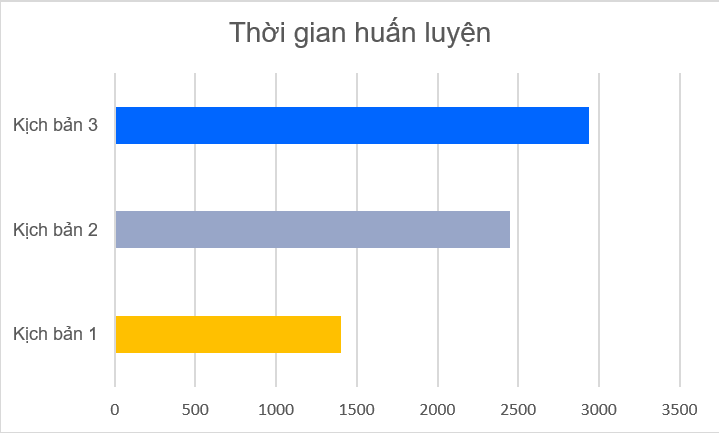 Thời gian huấn luyện
Kịch bản 3
Kịch bản 2
Kịch bản 1
0 500 1000 1500 2000 2500 3000 3500